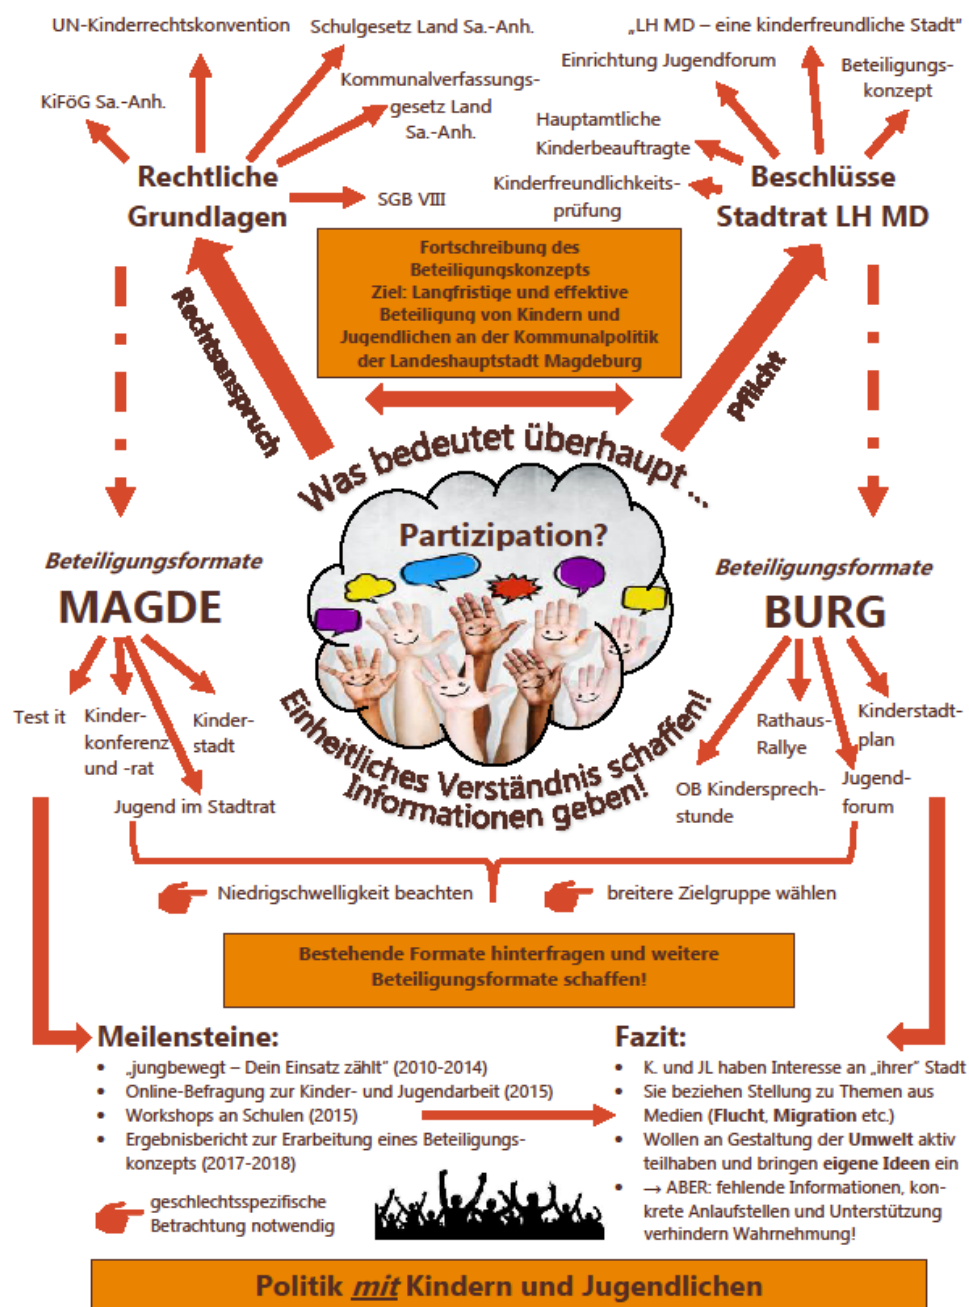 UN-Kinderrechtskonvention
Schulgesetz Land Sa.-Anh.
KiFöG Sa.-Anh.
Kommunalverfassungs-
gesetz Land
Sa.-Anh.
SGB VIII
Rechtliche
Grundlagen
„LH MD – eine kinderfreundliche Stadt"
Einrichtung Jugendforum
Beteiligungs-
konzept
Hauptamtliche
Kinderbeauftragte
Kinderfreundlichkeits-
prüfung
Beschlüsse
Stadtrat LH MD
Fortschreibung des
Beteiligungskonzepts
Ziel: Langfristige und effektive
Beteiligung von Kindern und
Jugendlichen an der Kommunalpolitik
der Landeshauptstadt Magdeburg
Rechtsanspruch
Pflicht
Was bedeutet überhaupt ...
Partizipation?
Einheitliches Verständnis schaffen!
Informationen geben!
Beteiligungsformate
MAGDE
Test it
Kinder-
konferenz
und -rat
Kinder-
stadt
Jugend im Stadtrat
Beteiligungsformate
BURG
Rathaus-
Rallye
Kinderstadt-
plan
OB Kindersprech-
stunde
Jugend-
forum
Niedrigschwelligkeit beachten
breitere Zielgruppe wählen
Bestehende Formate hinterfragen und weitere
Beteiligungsformate schaffen!
Meilensteine:
• „jungbewegt – Dein Einsatz zählt" (2010-2014)
• Online-Befragung zur Kinder- und Jugendarbeit (2015)
• Workshops an Schulen (2015)
• Ergebnisbericht zur Erarbeitung eines Beteiligungs-
konzepts (2017-2018)
geschlechtsspezifische
Betrachtung notwendig
Fazit:
• K. und JL haben Interesse an „ihrer" Stadt
• Sie beziehen Stellung zu Themen aus
Medien (Flucht, Migration etc.)
• Wollen an Gestaltung der Umwelt aktiv
teilhaben und bringen eigene Ideen ein
• → ABER: fehlende Informationen, kon-
krete Anlaufstellen und Unterstützung
verhindern Wahrnehmung!
Politik mit Kindern und Jugendlichen